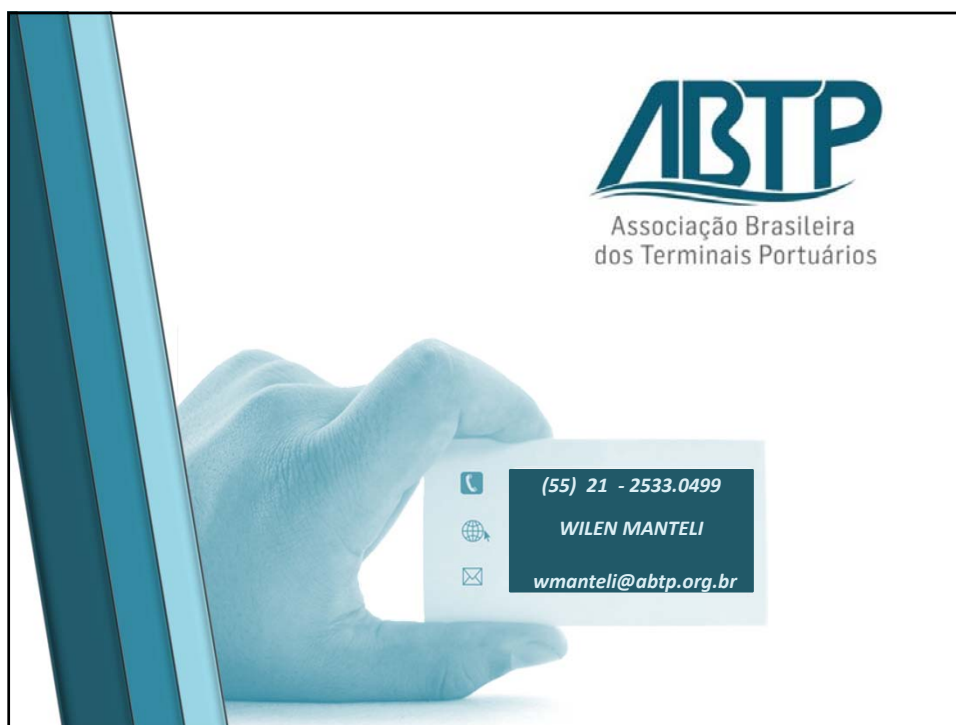 ABTP
Associação Brasileira
dos Terminais Portuários
(55) 21 - 2533.0499
WILEN MANTELI
wmanteli@abtp.org.br